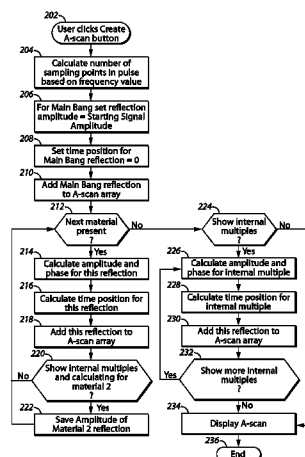 202
User clicks Create
A-scan button
204
Calculate number of
sampling points in pulse
based on frequency value
206
For Main Bang set reflection
amplitude = Starting Signal
Amplitude
208
Set time position for
Main Bang reflection = 0
210
Add Main Bang reflection
to A-scan array
212
Next material
present
?
No
Yes
214
Calculate amplitude and
phase for this reflection
216
Calculate time position for
this reflection
218
Add this reflection to
A-scan array
220
Show internal multiples
and calculating for
material 2
?
No
Yes
222
Save Amplitude of
Material 2 reflection
224
Show internal
multiples
?
No
Yes
226
Calculate amplitude and
phase for internal multiple
228
Calculate time position for
internal multiple
230
Add this reflection to
A-scan array
232
Show more internal
multiples
?
Yes
No
234
Display A-scan
236
End